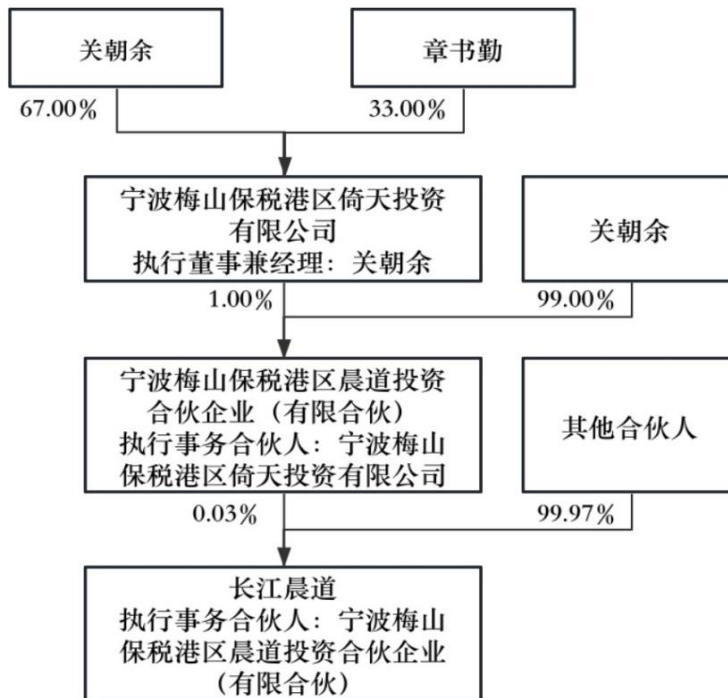 关朝余
章书勤
67.00%
33.00%
宁波梅山保税港区倚天投资
有限公司
执行董事兼经理：关朝余
关朝余
1.00%
99.00%
宁波梅山保税港区晨道投资
合伙企业（有限合伙）
执行事务合伙人：宁波梅山
保税港区倚天投资有限公司
其他合伙人
0.03%
99.97%
长江晨道
执行事务合伙人：宁波梅山
保税港区晨道投资合伙企业
（有限合伙）